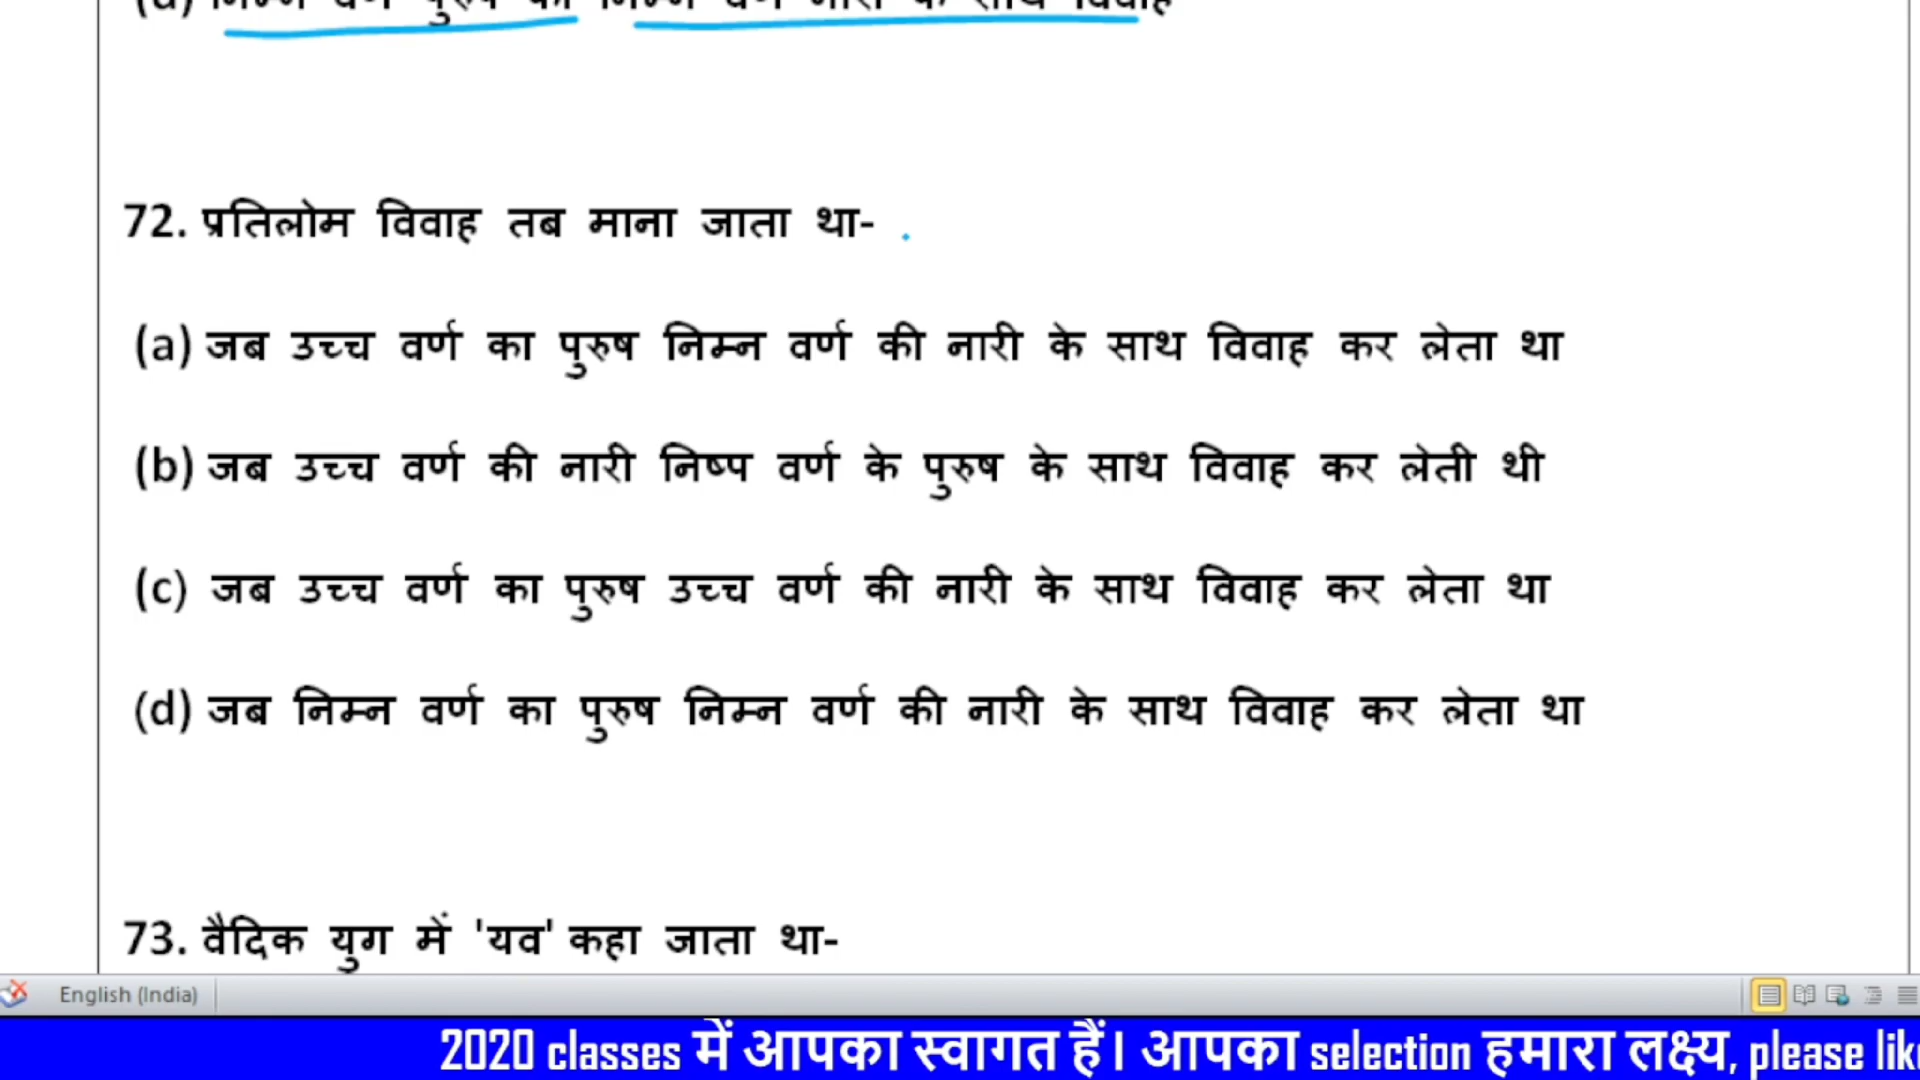 (d) निम्न वर्ण पुरुष का निम्न वर्ण नारी के साथ विवाह
72. प्रतिलोम विवाह तब माना जाता था-
(a) जब उच्च वर्ण का पुरुष निम्न वर्ण की नारी के साथ विवाह कर लेता था
(b) जब उच्च वर्ण की नारी निष्प वर्ण के पुरुष के साथ विवाह कर लेती थी
(c) जब उच्च वर्ण का पुरुष उच्च वर्ण की नारी के साथ विवाह कर लेता था
(d) जब निम्न वर्ण का पुरुष निम्न वर्ण की नारी के साथ विवाह कर लेता था
73. वैदिक युग में 'यव' कहा जाता था-
English (India)
2020 classes में आपका स्वागत हैं। आपका selection हमारा लक्ष्य, please lik